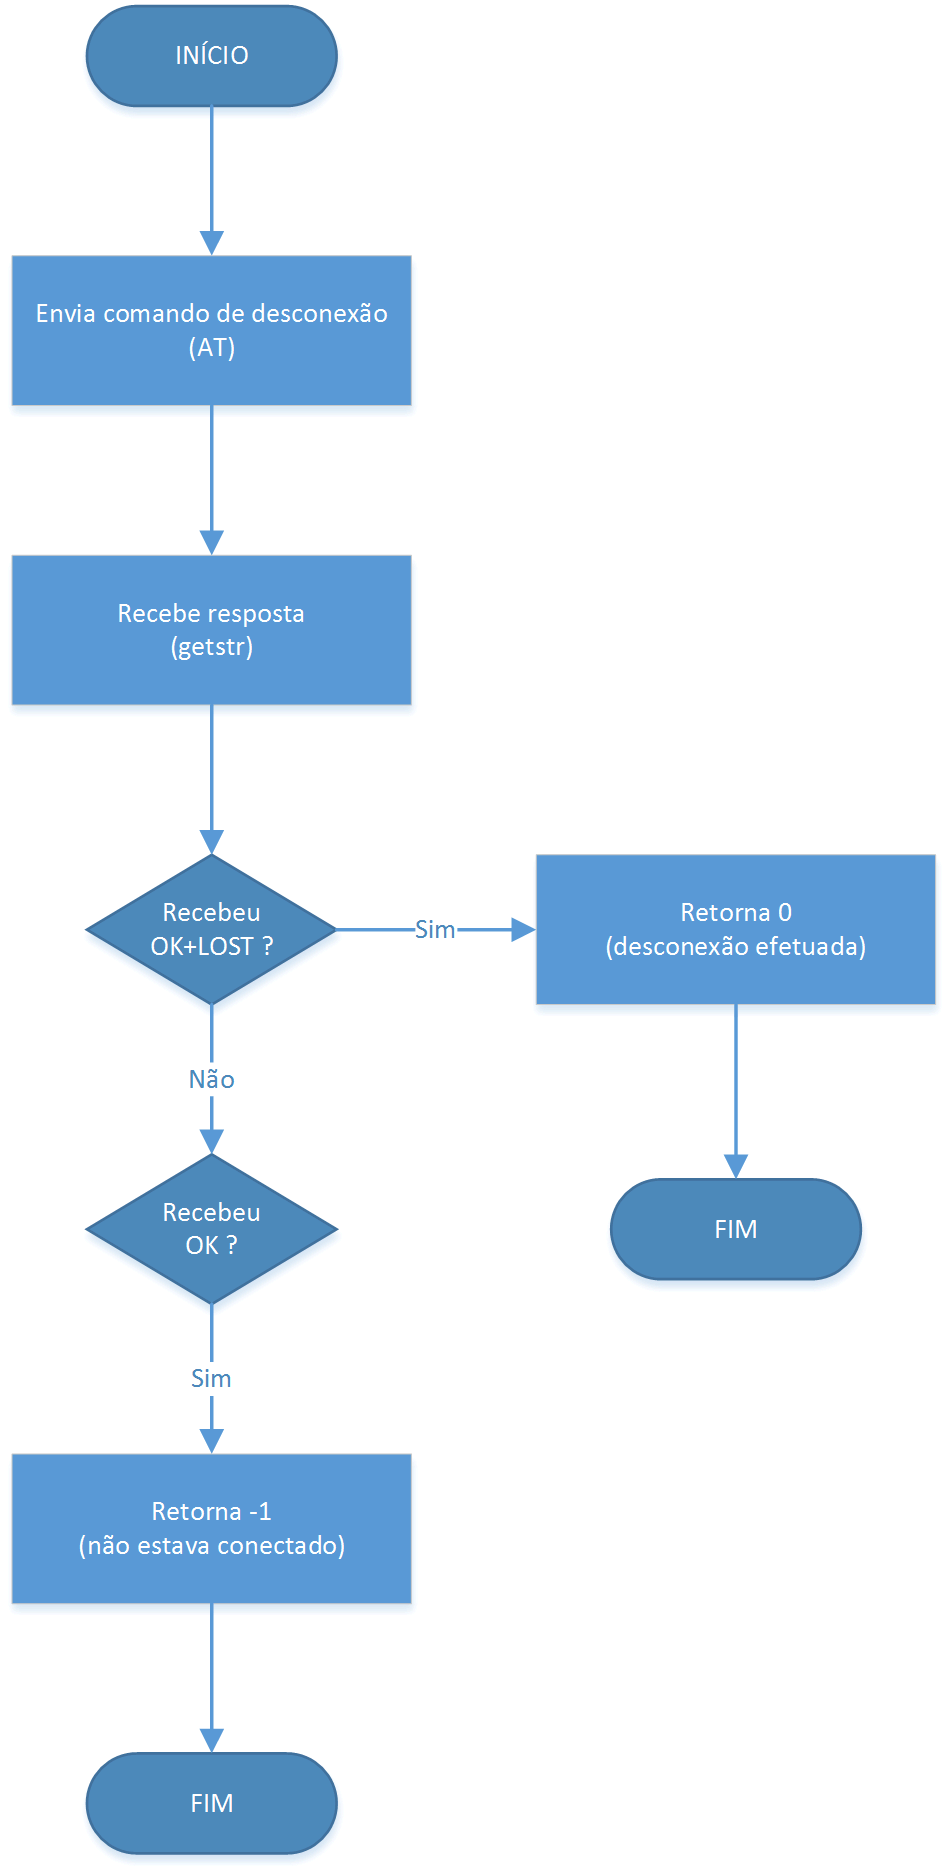 INÍCIO
Envia comando de desconexão
(AT)
Recebe resposta
(getstr)
Recebeu
OK+LOST ?
Sim
Retorna 0
(desconexão efetuada)
Não
Recebeu
OK ?
FIM
Sim
Retorna -1
(não estava conectado)
FIM